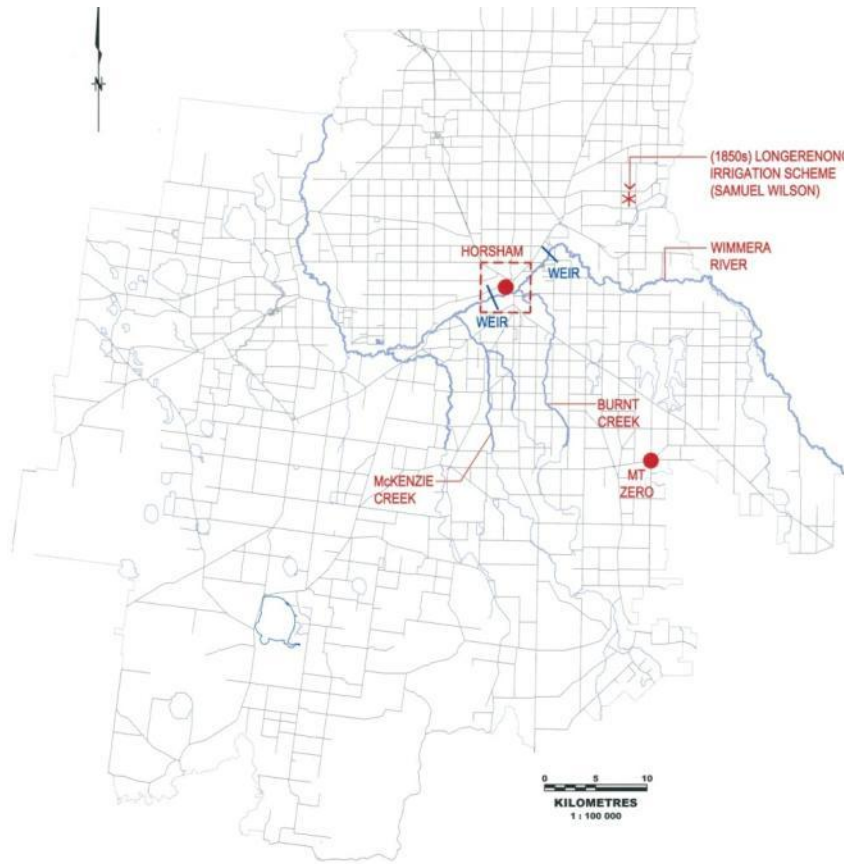 N
(1850s) LONGERENONG
IRRIGATION SCHEME
(SAMUEL WILSON)
HORSHAM
WEIR
WIMMERA
RIVER
WEIR
BURNT
CREEK
McKENZIE
CREEK
MT
ZERO
0 5 10
KILOMETRES
1 : 100 000